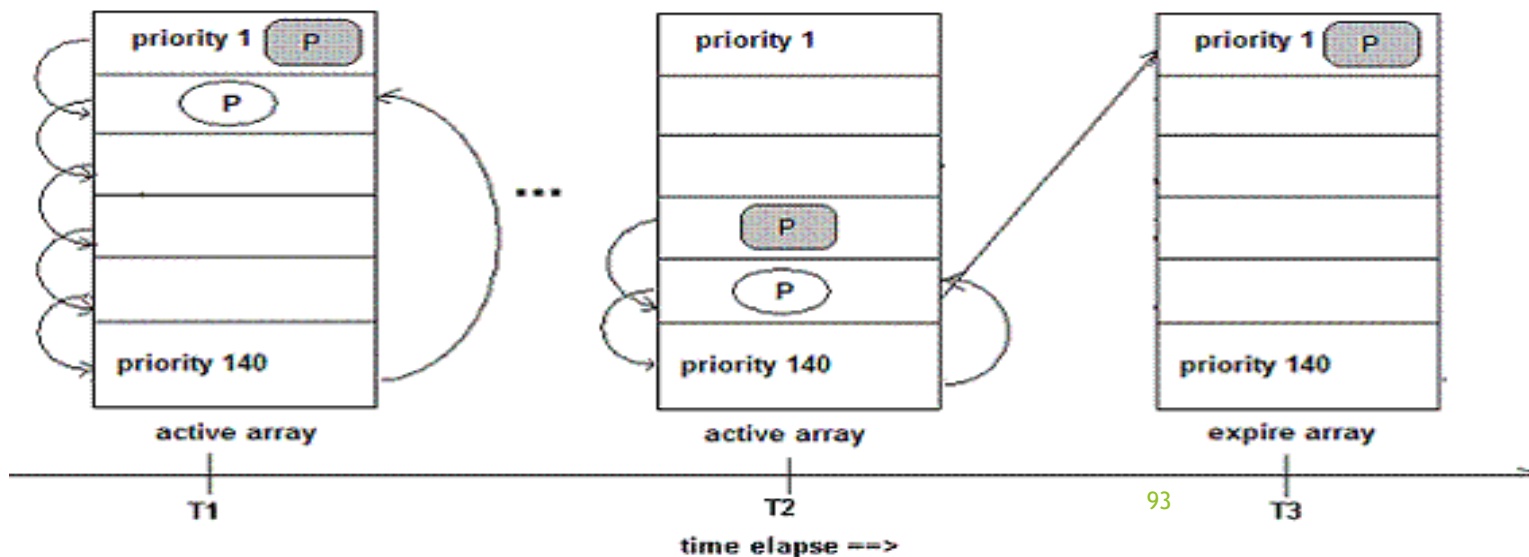 priority 1 P
P
priority 140
active array
...
priority 1
P
P
priority 140
active array
priority 1 P
priority 140
expire array
T1
T2
93
T3
time elapse ==>